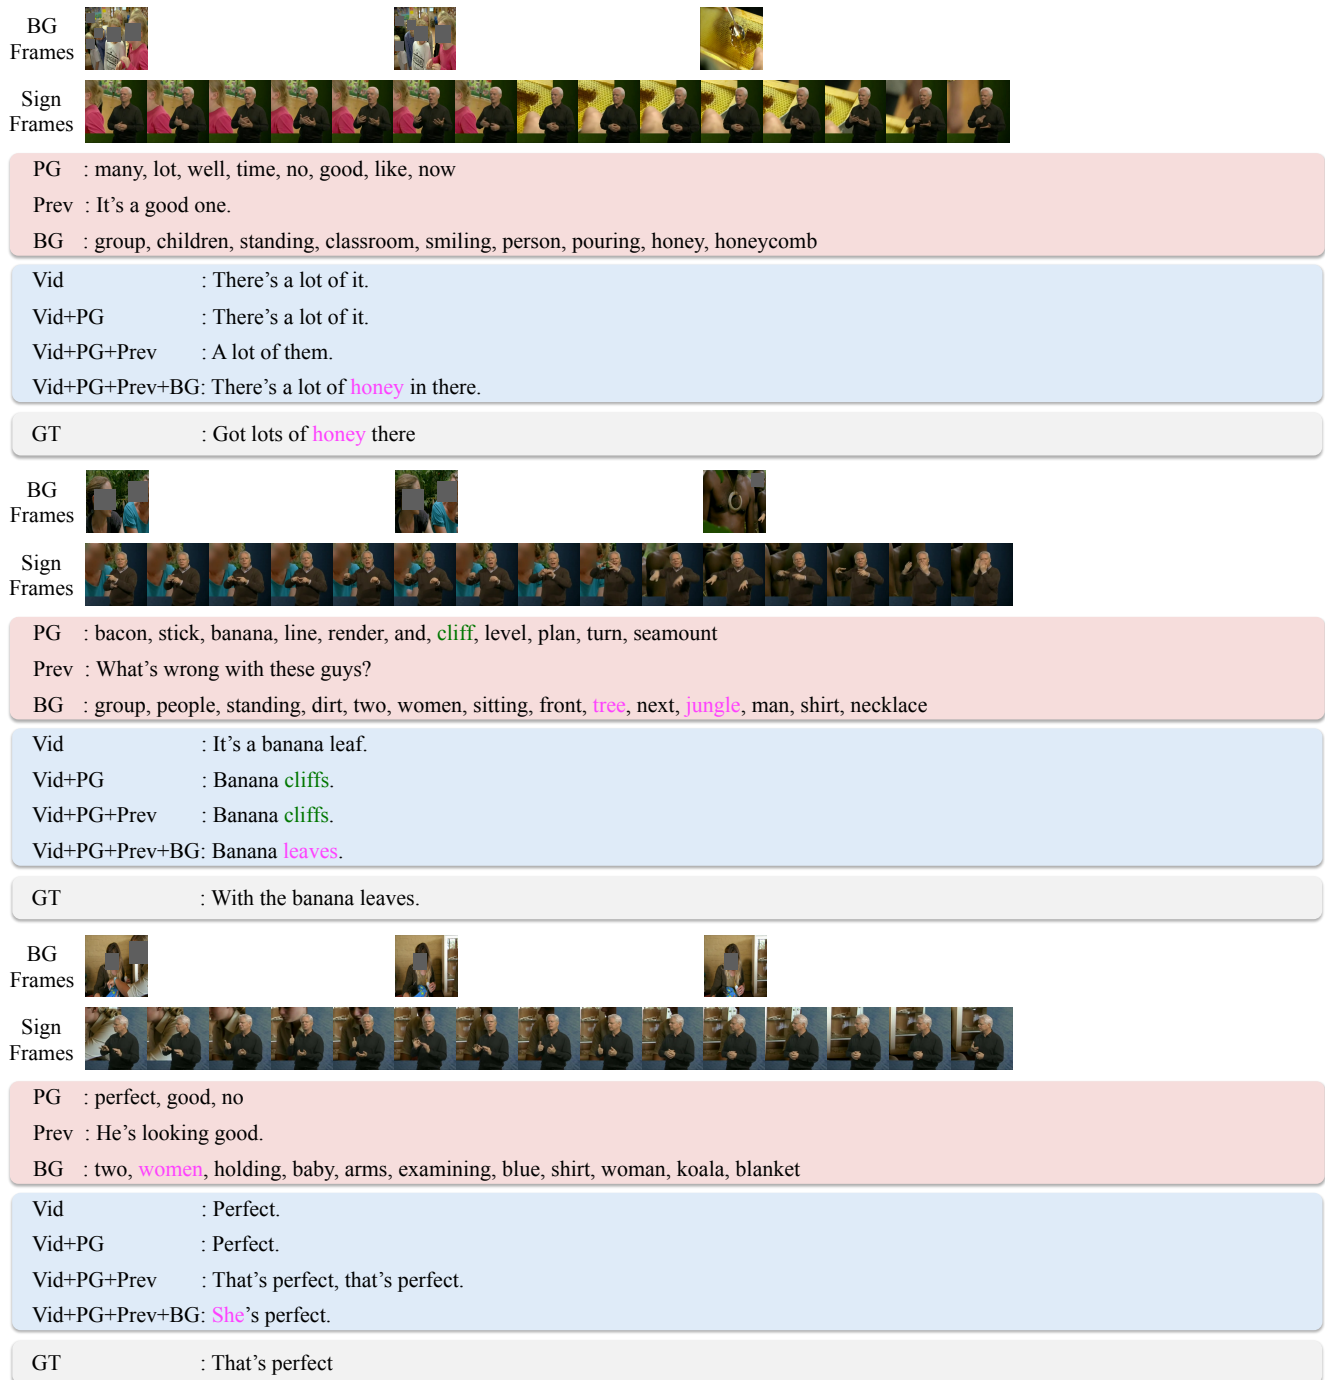 BG
Frames
Sign
Frames
PG : many, lot, well, time, no, good, like, now
Prev : It’s a good one.
BG : group, children, standing, classroom, smiling, person, pouring, honey, honeycomb
Vid : There’s a lot of it.
Vid+PG : There’s a lot of it.
Vid+PG+Prev : A lot of them.
Vid+PG+Prev+BG: There’s a lot of honey in there.
GT : Got lots of honey there
BG
Frames
Sign
Frames
PG : bacon, stick, banana, line, render, and, cliff, level, plan, turn, seamount
Prev : What’s wrong with these guys?
BG : group, people, standing, dirt, two, women, sitting, front, tree, next, jungle, man, shirt, necklace
Vid : It’s a banana leaf.
Vid+PG : Banana cliffs.
Vid+PG+Prev : Banana cliffs.
Vid+PG+Prev+BG: Banana leaves.
GT : With the banana leaves.
BG
Frames
Sign
Frames
PG : perfect, good, no
Prev : He’s looking good.
BG : two, women, holding, baby, arms, examining, blue, shirt, woman, koala, blanket
Vid : Perfect.
Vid+PG : Perfect.
Vid+PG+Prev : That’s perfect, that’s perfect.
Vid+PG+Prev+BG: She’s perfect.
GT : That’s perfect